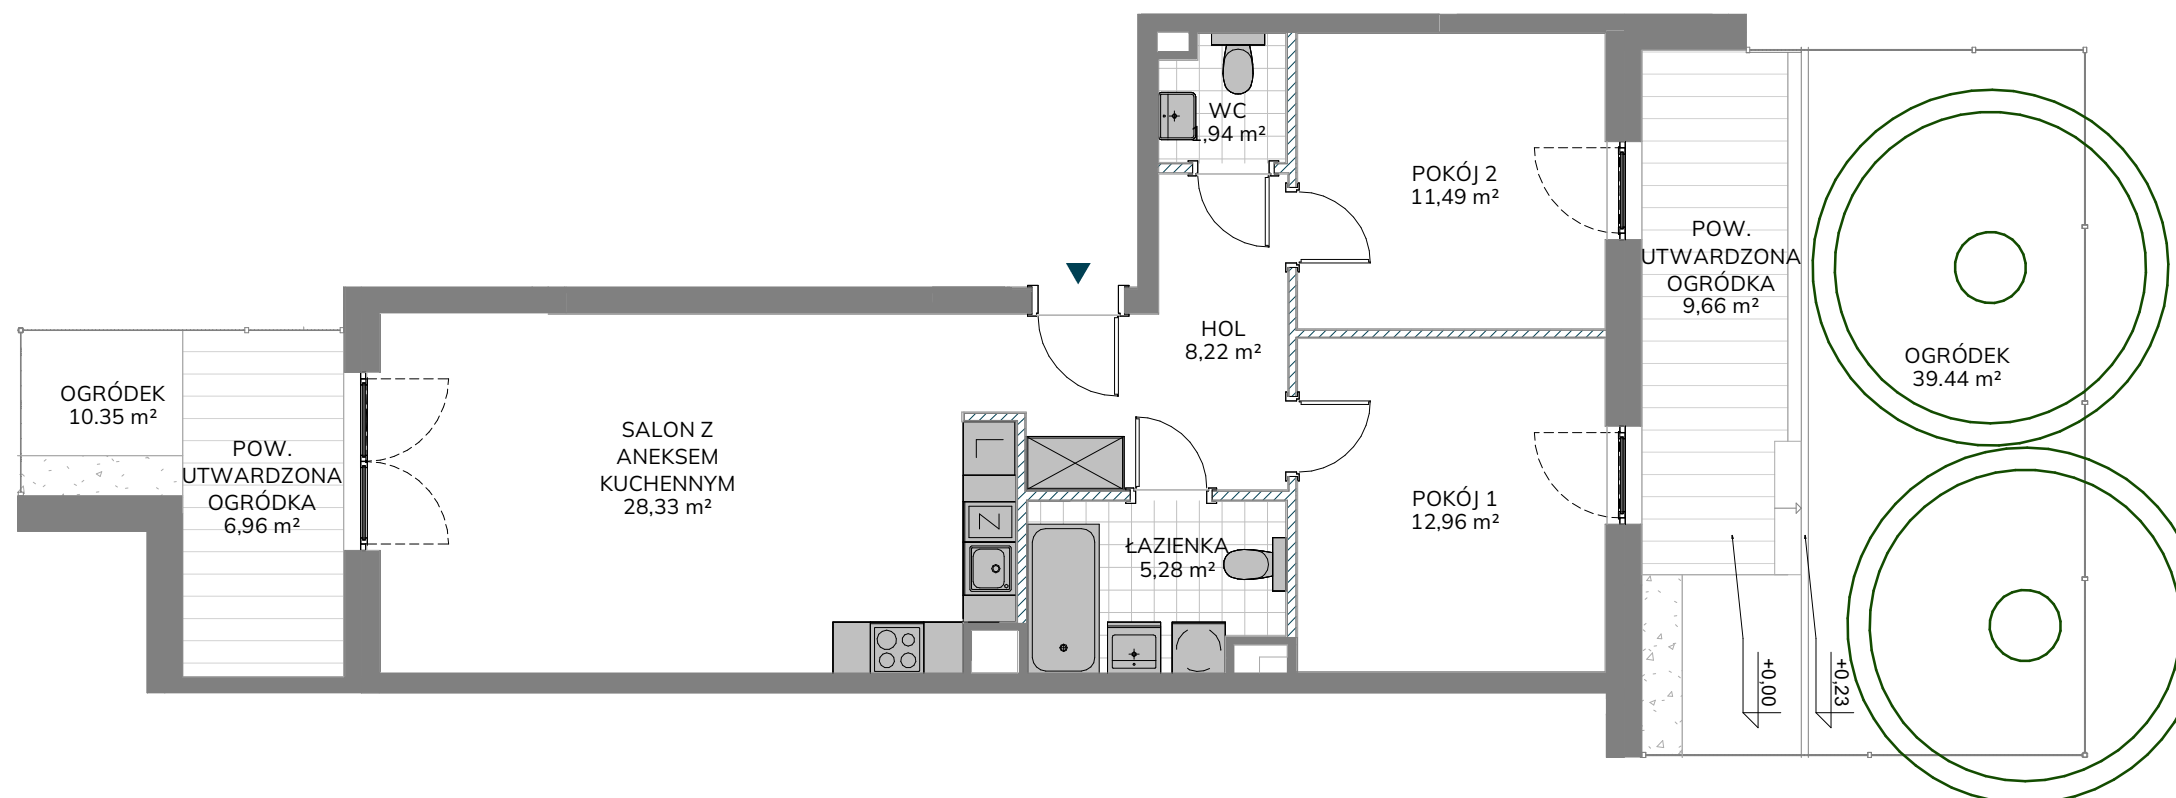 WC
1,94 m²
POKÓJ 2
11,49 m²
POW.
UTWARDZONA
OGRÓDKA
9,66 m²
OGRÓDEK
39.44 m²
HOL
8,22 m²
OGRÓDEK
10.35 m²
POW.
UTWARDZONA
OGRÓDKA
6,96 m²
SALON Z
ANEKSEM
KUCHENNYM
28,33 m²
L
Z
ŁAZIENKA
5,28 m²
POKÓJ 1
12,96 m²
+0,00
+0,23